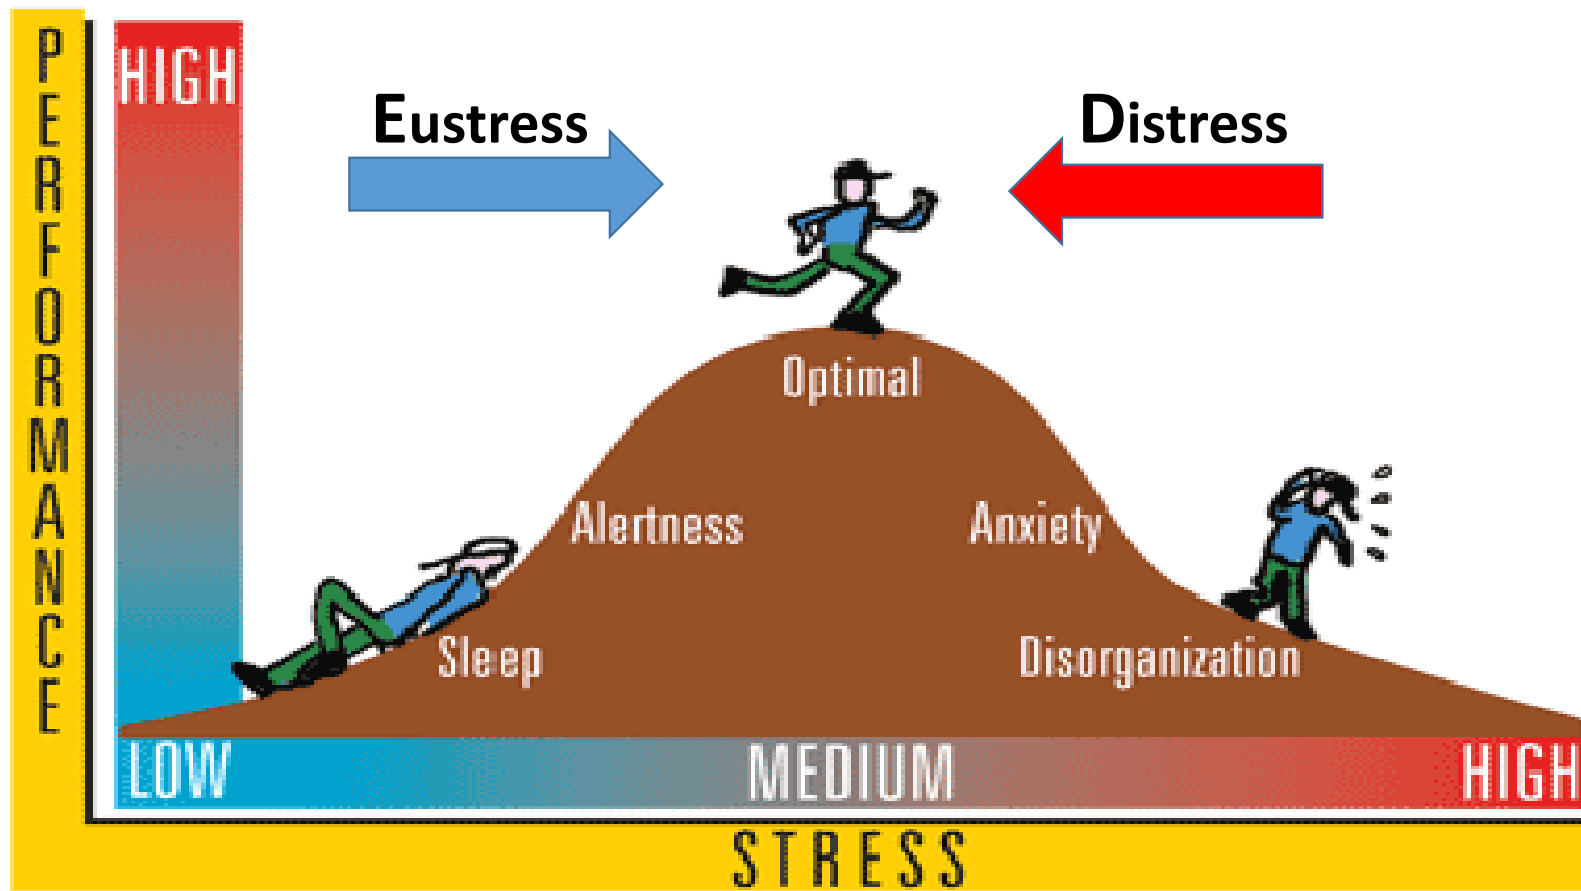 PERFORMANCE
HIGH
Eustress
Distress
Optimal
Alertness
Anxiety
Sleep
Disorganization
LOW
MEDIUM
HIGH
STRESS